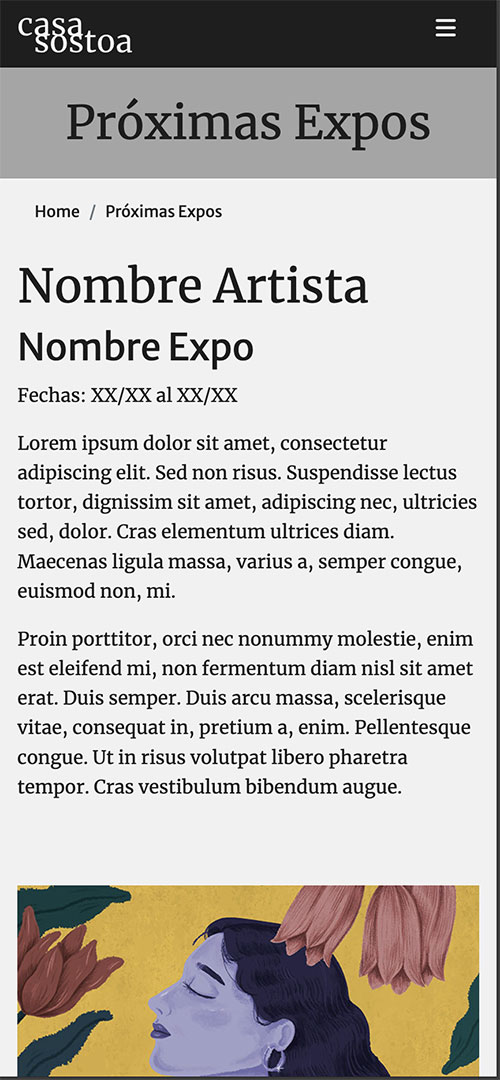 casa
sostoa
Próximas Expos
Home / Próximas Expos
Nombre Artista
Nombre Expo
Fechas: XX/XX al XX/XX
Lorem ipsum dolor sit amet, consectetur
adipiscing elit. Sed non risus. Suspendisse lectus
tortor, dignissim sit amet, adipiscing nec, ultricies
sed, dolor. Cras elementum ultrices diam.
Maecenas ligula massa, varius a, semper congue,
euismod non, mi.
Proin porttitor, orci nec nonummy molestie, enim
est eleifend mi, non fermentum diam nisl sit amet
erat. Duis semper. Duis arcu massa, scelerisque
vitae, consequat in, pretium a, enim. Pellentesque
congue. Ut in risus volutpat libero pharetra
tempor. Cras vestibulum bibendum augue.